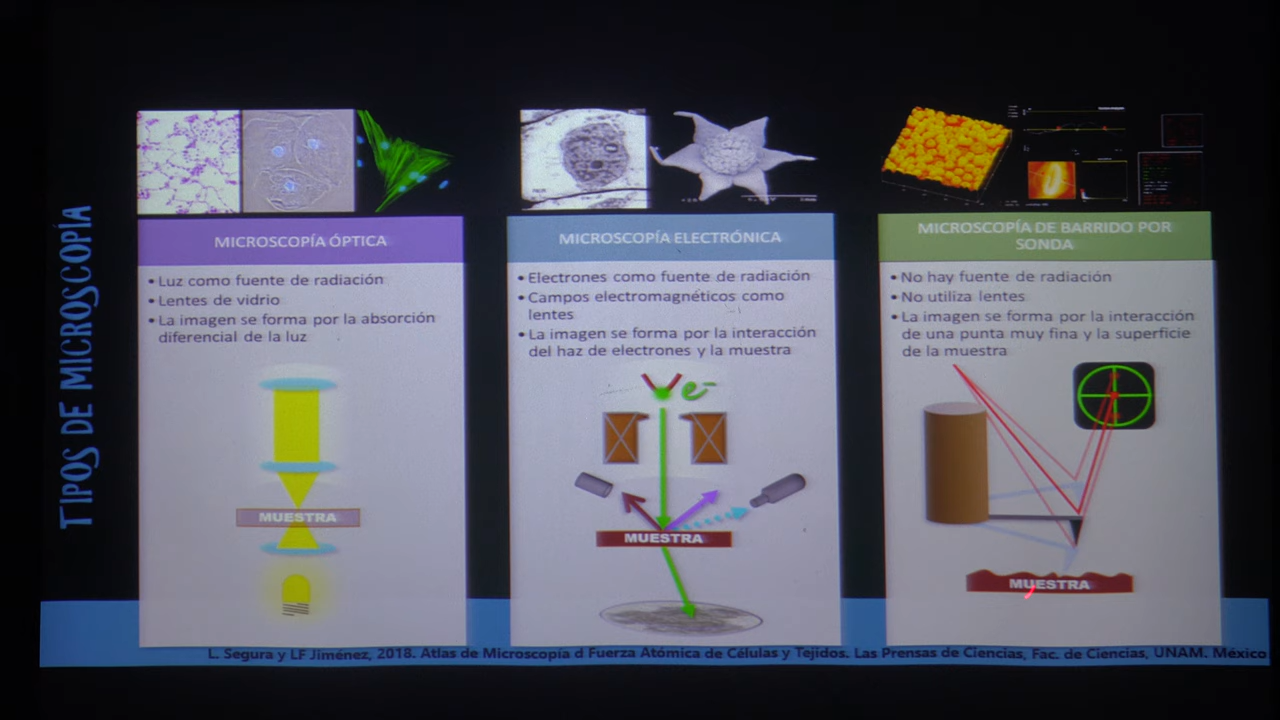 TIPOS DE MICROSCOPÍA
MICROSCOPÍA ÓPTICA
• Luz como fuente de radiación
• Lentes de vidrio
• La imagen se forma por la absorción
diferencial de la luz
MUESTRA
MICROSCOPÍA ELECTRÓNICA
• Electrones como fuente de radiación
• Campos electromagnéticos como
lentes
• La imagen se forma por la interacción
del haz de electrones y la muestra
e-
MUESTRA
MICROSCOPÍA DE BARRIDO POR
SONDA
• No hay fuente de radiación
• No utiliza lentes
• La imagen se forma por la interacción
de una punta muy fina y la superficie
de la muestra
MUESTRA
L. Segura y LF Jiménez, 2018. Atlas de Microscopía d Fuerza Atómica de Células y Tejidos. Las Prensas de Ciencias, Fac. de Ciencias, UNAM. México